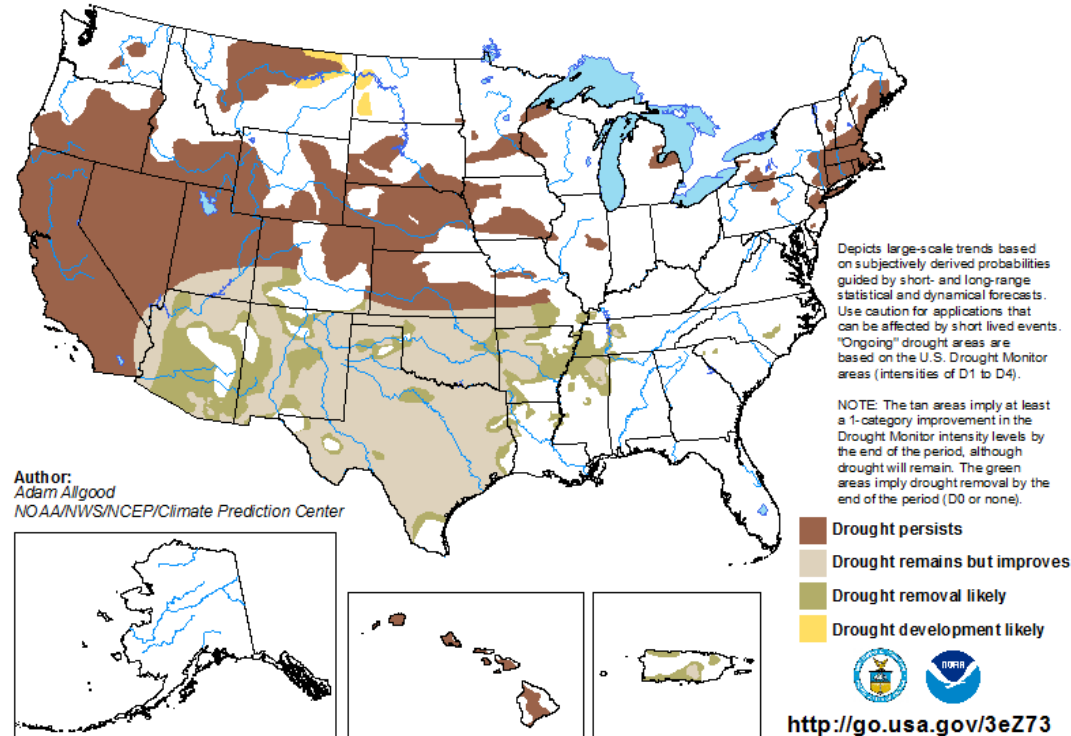 Depicts large-scale trends based
on subjectively derived probabilities
guided by short- and long-range
statistical and dynamical forecasts.
Use caution for applications that
can be affected by short lived events.
"Ongoing" drought areas are
based on the U.S. Drought Monitor
areas (intensities of D1 to D4).
NOTE: The tan areas imply at least
a 1-category improvement in the
Drought Monitor intensity levels by
the end of the period, although
drought will remain. The green
areas imply drought removal by the
end of the period (D0 or none).
Author:
Adam Allgood
NOAA/NWS/NCEP/Climate Prediction Center
Drought persists
Drought remains but improves
Drought removal likely
Drought development likely
NOAA
http://go.usa.gov/3eZ73